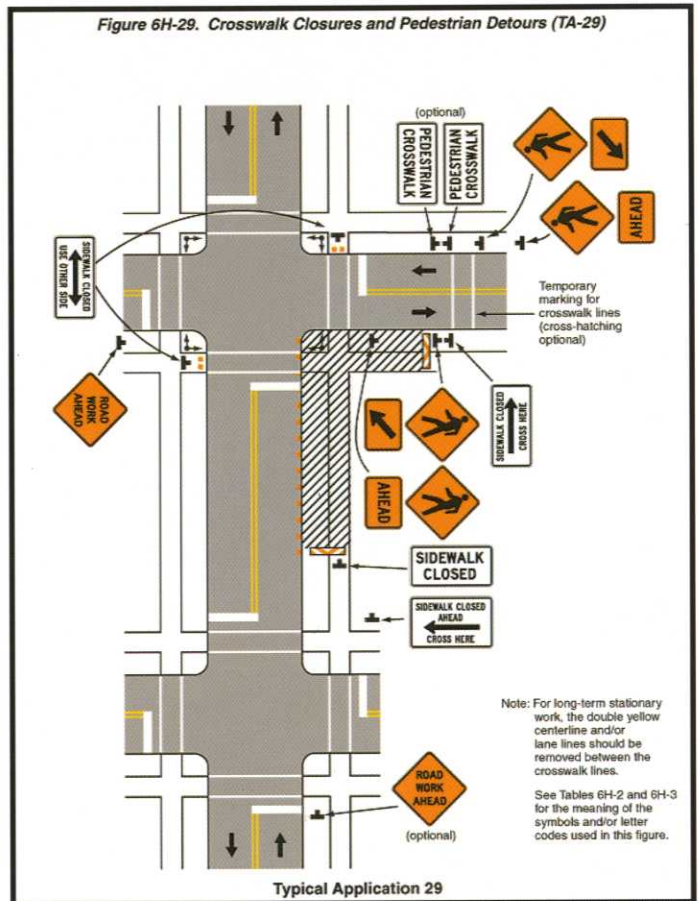 Figure 6H-29. Crosswalk Closures and Pedestrian Detours (TA-29)
(optional)
PEDESTRIAN
CROSSWALK
PEDESTRIAN
CROSSWALK
AHEAD
SIDEWALK CLOSED
USE OTHER SIDE
Temporary
marking for
crosswalk lines
(cross-hatching
optional)
ROAD
WORK
AHEAD
SIDEWALK CLOSED
CROSS HERE
AHEAD
SIDEWALK
CLOSED
SIDEWALK CLOSED
AHEAD
CROSS HERE
Note: For long-term stationary
work, the double yellow
centerline and/or
lane lines should be
removed between the
crosswalk lines.
See Tables 6H-2 and 6H-3
for the meaning of the
symbols and/or letter
codes used in this figure.
ROAD
WORK
AHEAD
(optional)
Typical Application 29